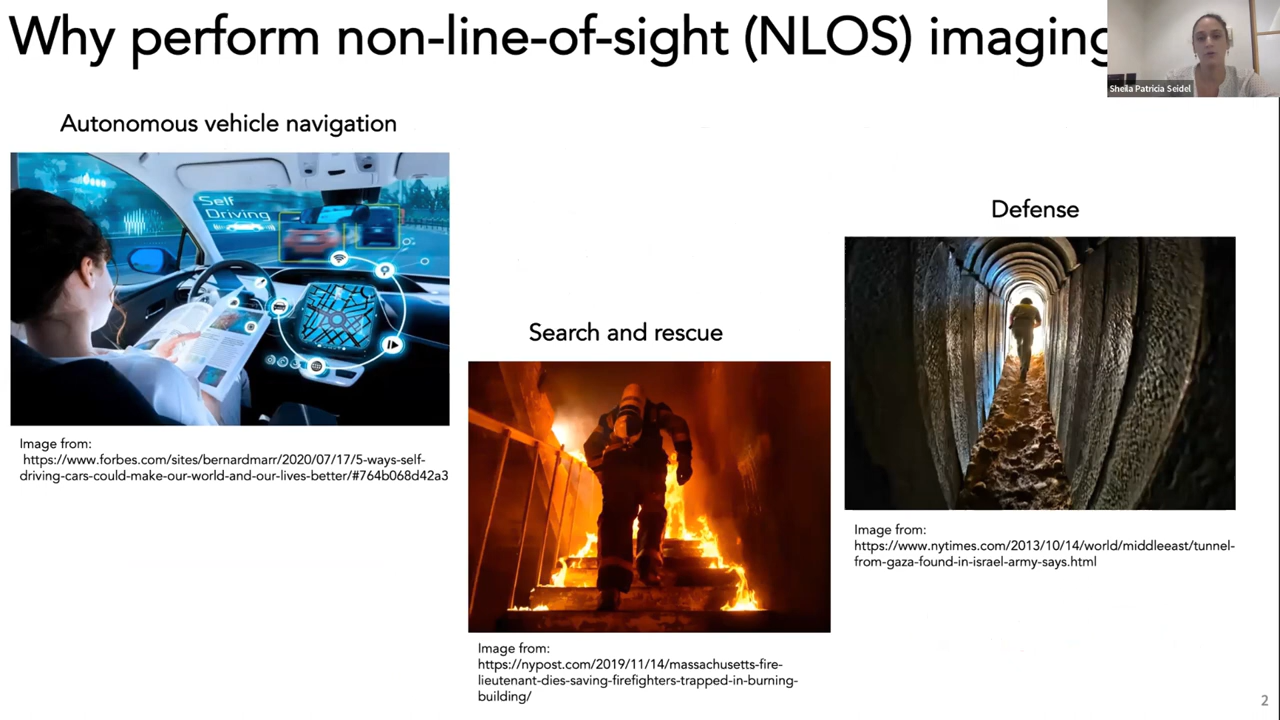 Why perform non-line-of-sight (NLOS) imaging
Sheila Patricia Seidel
Autonomous vehicle navigation
Self
Driving
Image from:
https://www.forbes.com/sites/bernardmarr/2020/07/17/5-ways-self-
driving-cars-could-make-our-world-and-our-lives-better/#764b068d42a3
Search and rescue
Image from:
https://nypost.com/2019/11/14/massachusetts-fire-
lieutenant-dies-saving-firefighters-trapped-in-burning-
building/
Defense
Image from:
https://www.nytimes.com/2013/10/14/world/middleeast/tunnel-
from-gaza-found-in-israel-army-says.html
2